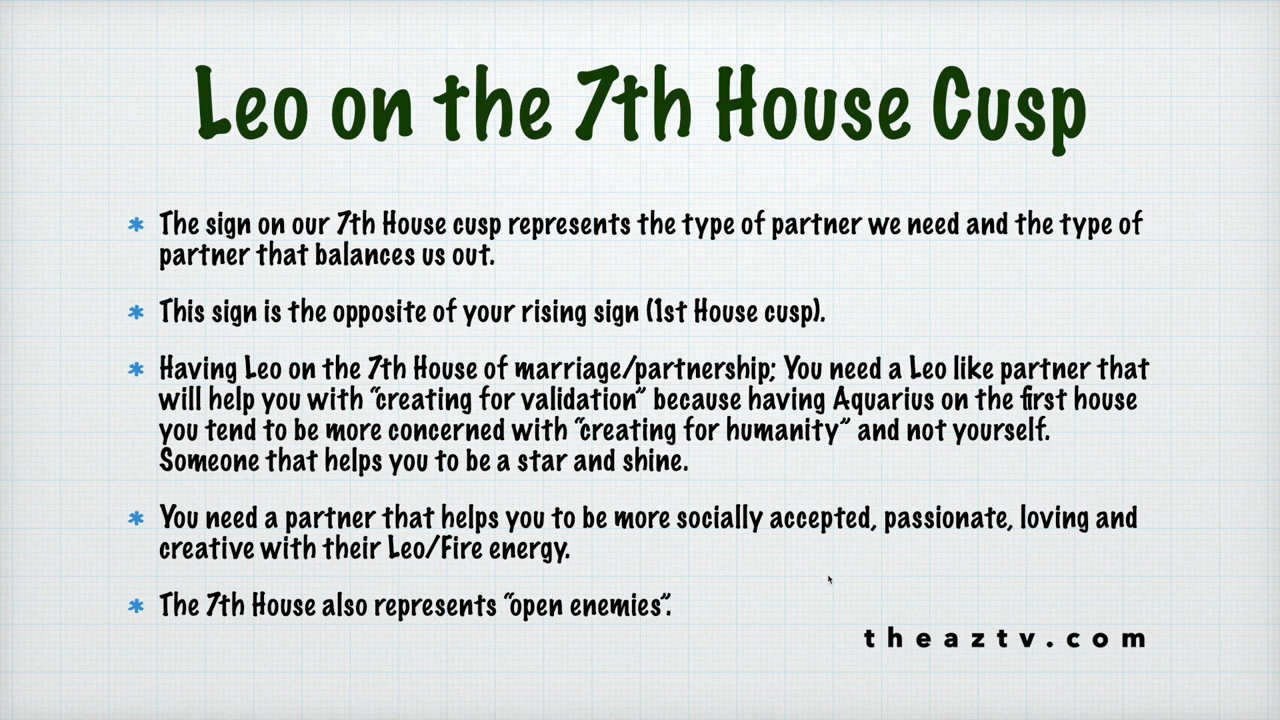 Leo on the 7th House Cusp
* The sign on our 7th House cusp represents the type of partner we need and the type of
partner that balances us out.
* This sign is the opposite of your rising sign (1st House cusp).
* Having Leo on the 7th House of marriage/partnership; You need a Leo like partner that
will help you with “creating for validation” because having Aquarius on the first house
you tend to be more concerned with “creating for humanity” and not yourself.
Someone that helps you to be a star and shine.
* You need a partner that helps you to be more socially accepted, passionate, loving and
creative with their Leo/Fire energy.
* The 7th House also represents “open enemies”.
theaztv.com